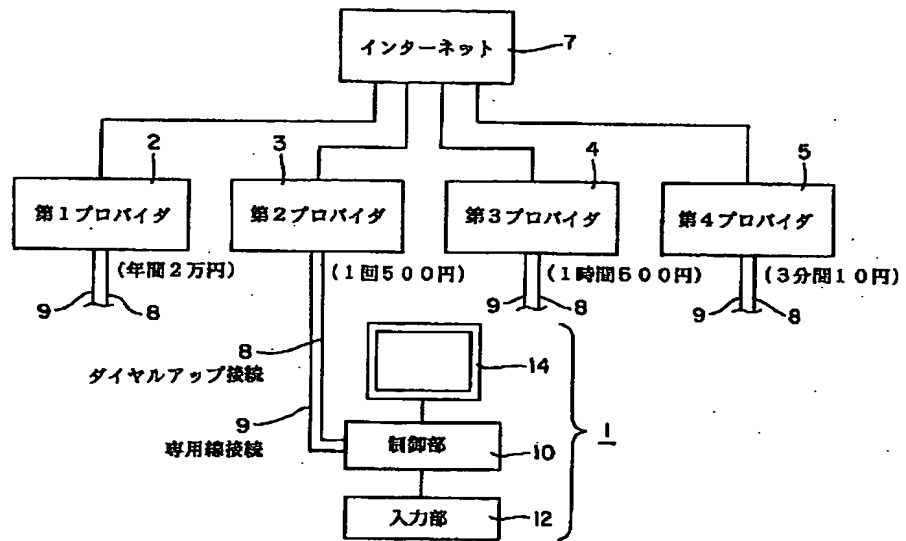 インターネット
7
2
3
4
5
第1プロバイダ
第2プロバイダ
第3プロバイダ
第4プロバイダ
(年間2万円)
(1回500円)
(1時間600円)
(3分間10円)
9
8
9
8
9
8
8
ダイヤルアップ接続
14
9
専用線接続
制御部
10
1
入力部
12